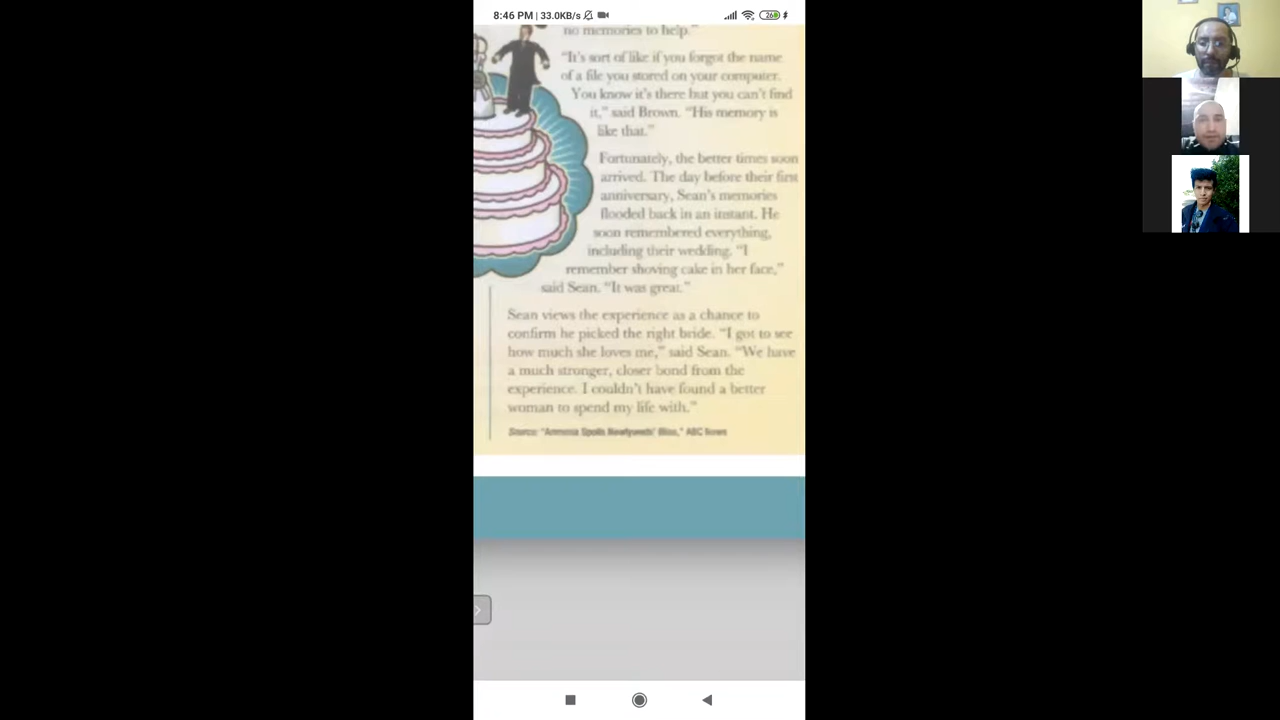 8:46 PM | 33.0KB/s
26
no memories to help."
"It's sort of like if you forgot the name
of a file you stored on your computer.
You know it's there but you can't find
it," said Brown. "His memory is
like that."
Fortunately, the better times soon
arrived. The day before their first
anniversary, Sean's memories
flooded back in an instant. He
soon remembered everything,
including their wedding. "I
remember shoving cake in her face,"
said Sean. "It was great."
Sean views the experience as a chance to
confirm he picked the right bride. "I got to see
how much she loves me," said Sean. "We have
a much stronger, closer bond from the
experience. I couldn't have found a better
woman to spend my life with."
Source: "Amnesia Spoils Newlyweds' Bliss," ABC News